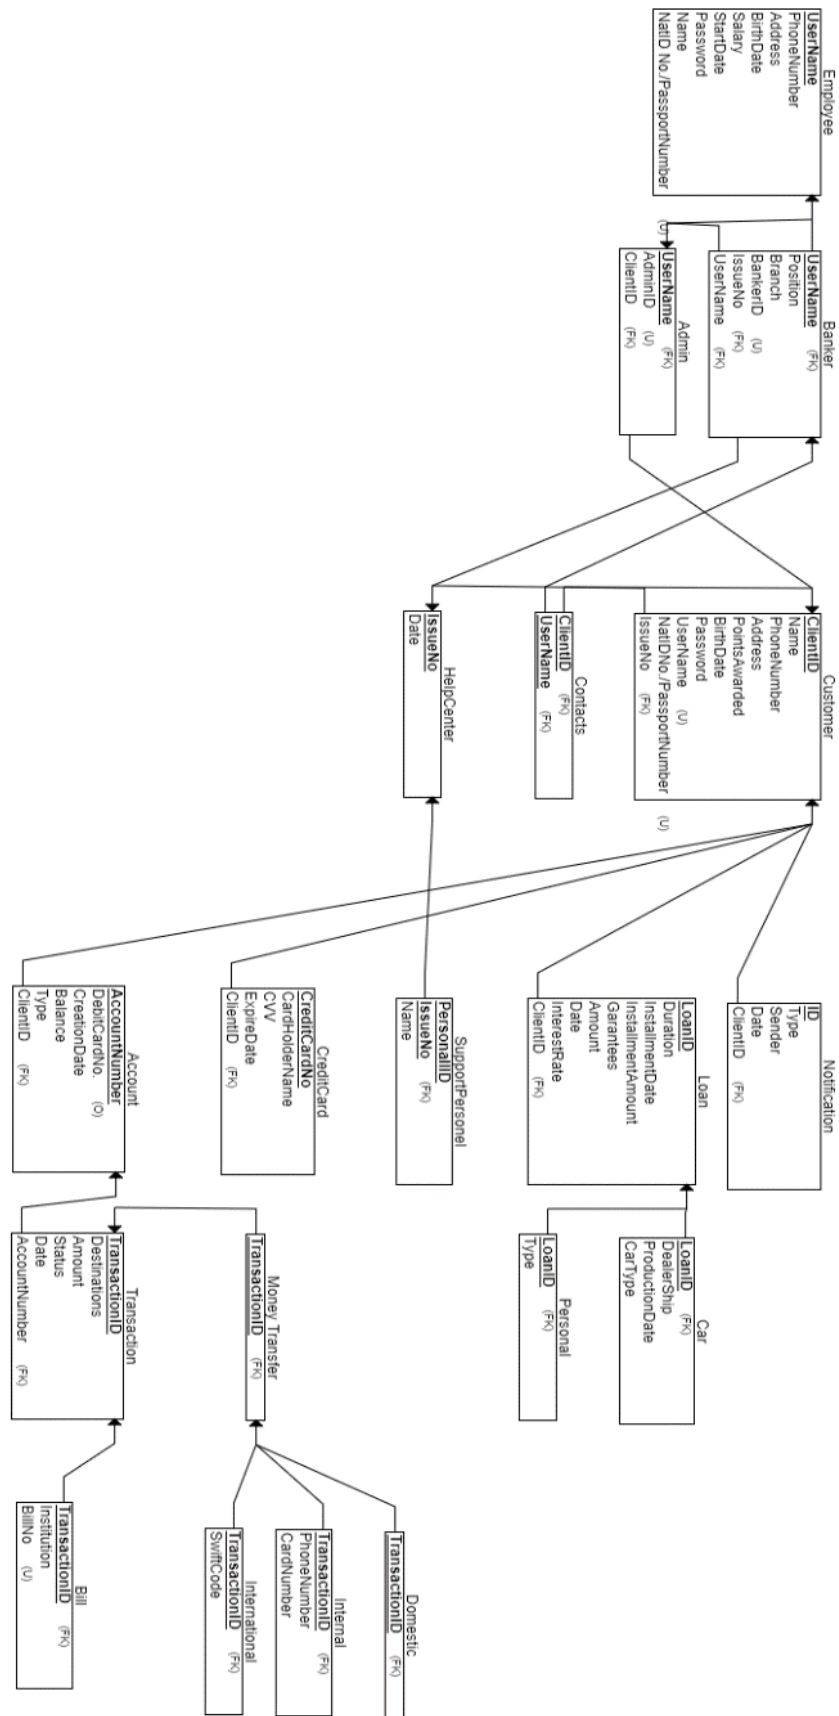 Employee
UserName
PhoneNumber
Address
BirthDate
Salary
StartDate
Password
Name
NatID No./PassportNumber (U)
Banker
UserName (FK)
Position
Branch
BankerID (U)
IssueNo (FK)
UserName (FK)
Admin
UserName (FK)
AdminID (U)
ClientID (FK)
Customer
ClientID
Name
PhoneNumber
Address
PointsAwarded
BirthDate
Password
UserName (U)
NatIDNo./PassportNumber (U)
IssueNo (FK)
Contacts
ClientID (FK)
UserName (FK)
HelpCenter
IssueNo
Date
Notification
ID
Type
Sender
Date
ClientID (FK)
Loan
LoanID
Duration
InstallmentDate
InstallmentAmount
Garantees
Amount
Date
InterestRate
ClientID (FK)
SupportPersonel
PersonalID
IssueNo (FK)
Name
CreditCard
CreditCardNo
CardHolderName
CVV
ExpireDate
ClientID (FK)
Account
AccountNumber
DebitCardNo. (O)
CreationDate
Balance
Type
ClientID (FK)
Car
LoanID (FK)
DealerShip
ProductionDate
CarType
Personal
LoanID (FK)
Type
Money Transfer
TransactionID (FK)
Transaction
TransactionID
Destinations
Amount
Status
Date
AccountNumber (FK)
Domestic
TransactionID (FK)
Internal
TransactionID (FK)
PhoneNumber
CardNumber
International
TransactionID (FK)
SwiftCode
Bill
TransactionID (FK)
Institution
BillNo (U)